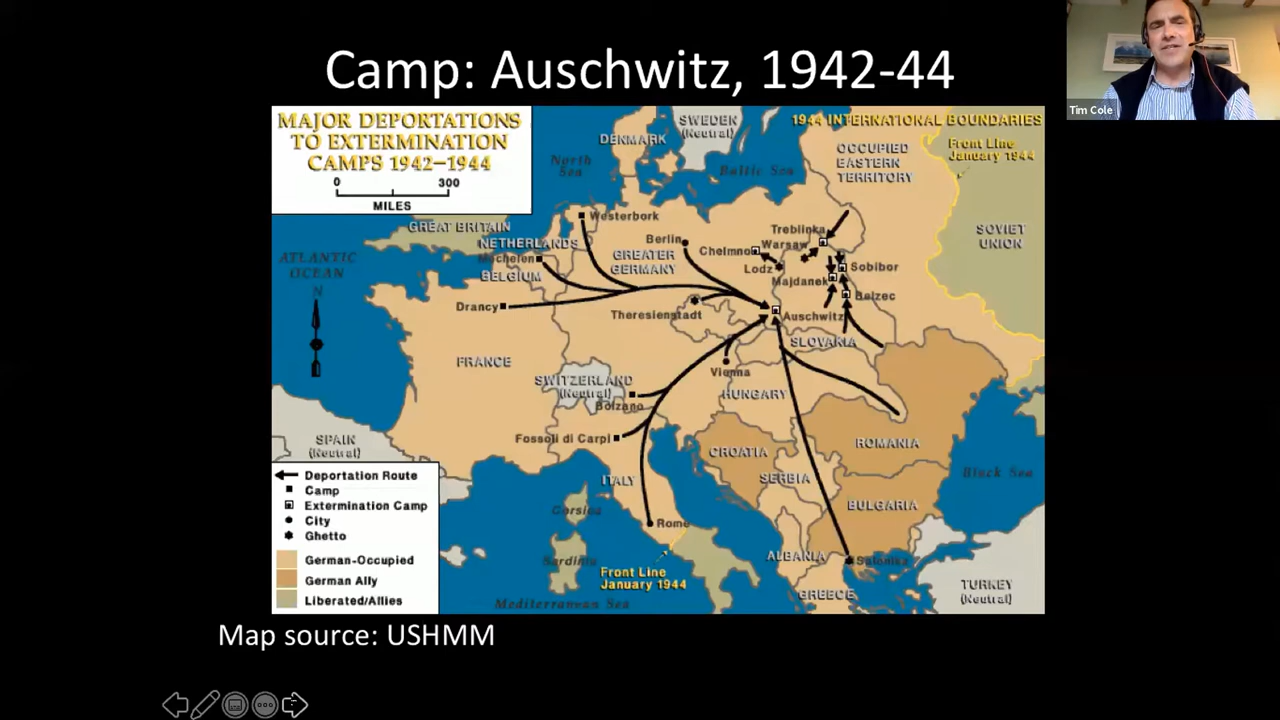 Camp: Auschwitz, 1942-44
Tim Cole
MAJOR DEPORTATIONS
TO EXTERMINATION
CAMPS 1942–1944
0 300
MILES
1944 INTERNATIONAL BOUNDARIES
SWEDEN
(Neutral)
DENMARK
North
Sea
Baltic Sea
OCCUPIED
EASTERN
TERRITORY
Front Line
January 1944
SOVIET
UNION
GREAT BRITAIN
NETHERLANDS
Westerbork
Berlin
Treblinka
Chelmno
Warsaw
Lodz
Sobibor
Majdanek
Belzec
ATLANTIC
OCEAN
N
Mechelen
BELGIUM
GREATER
GERMANY
Drancy
Theresienstadt
Auschwitz
SLOVAKIA
FRANCE
Vienna
SWITZERLAND
(Neutral)
Bolzano
HUNGARY
Fossoli di Carpi
ROMANIA
SPAIN
(Neutral)
CROATIA
SERBIA
Black Sea
ITALY
Corsica
BULGARIA
Rome
Sardinia
ALBANIA
Salonika
Front Line
January 1944
GREECE
TURKEY
(Neutral)
Mediterranean Sea
Deportation Route
Camp
Extermination Camp
City
Ghetto
German-Occupied
German Ally
Liberated/Allies
Map source: USHMM